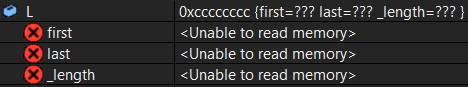 L 0xcccccccc {first=??? last=??? _length=??? }
first <Unable to read memory>
last <Unable to read memory>
_length <Unable to read memory>